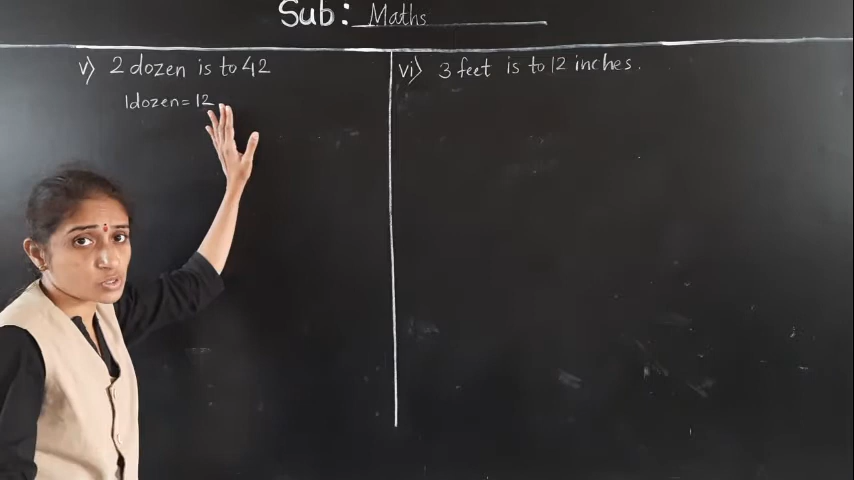 Sub: Maths
v) 2 dozen is to 42
1dozen = 12
vi) 3 feet is to 12 inches.